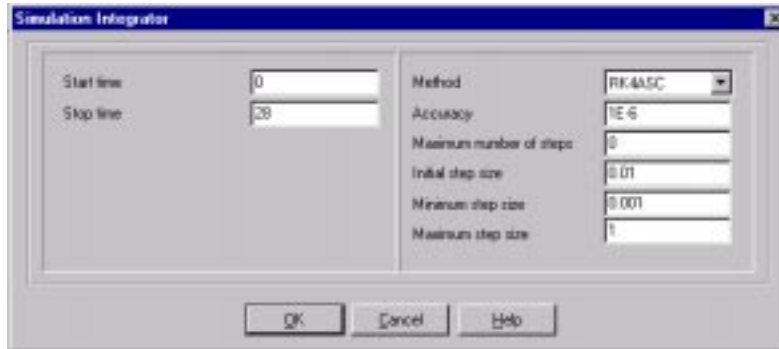 Simulation Integrator
Start time 0
Stop time 28
Method RK4ASC
Accuracy 1E-6
Maximum number of steps 0
Initial step size 0.01
Minimum step size 0.001
Maximum step size 1
OK Cancel Help